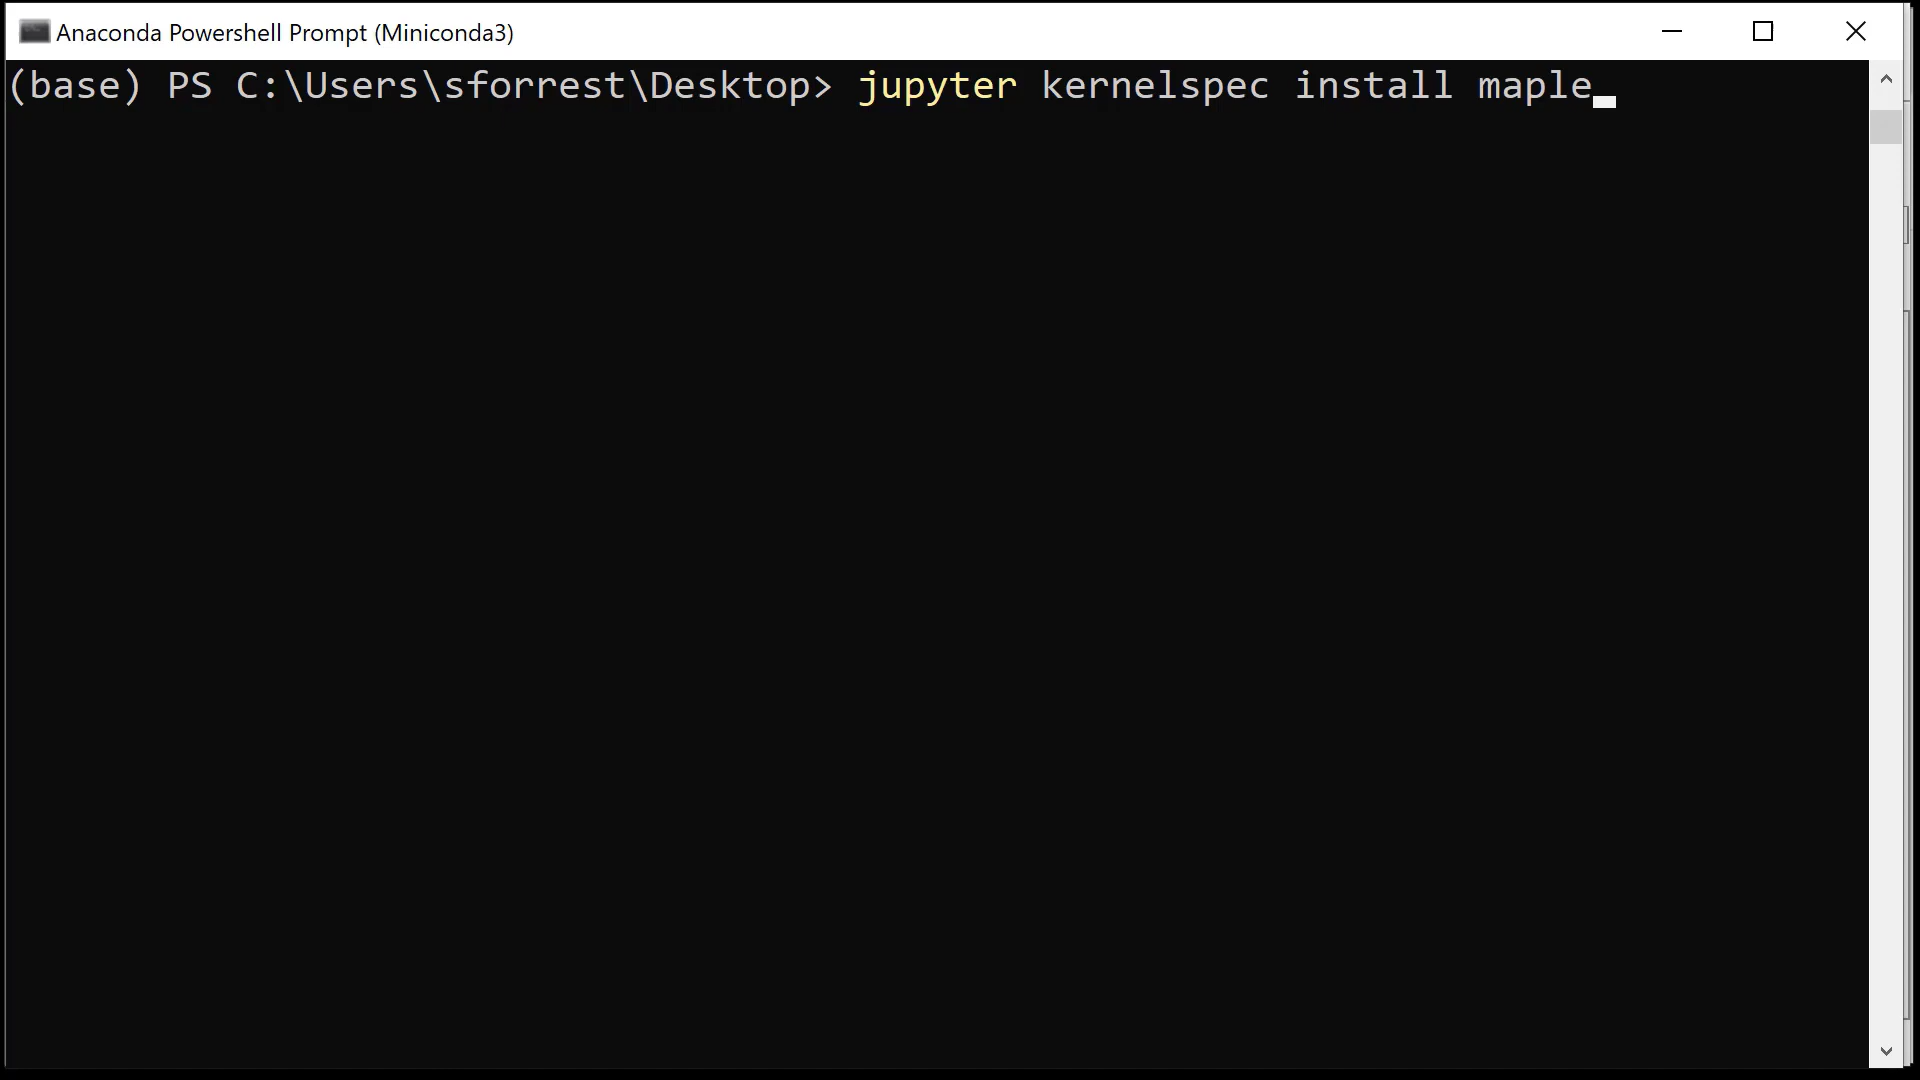 Anaconda Powershell Prompt (Miniconda3)
(base) PS C:\Users\sforrest\Desktop> jupyter kernelspec install maple